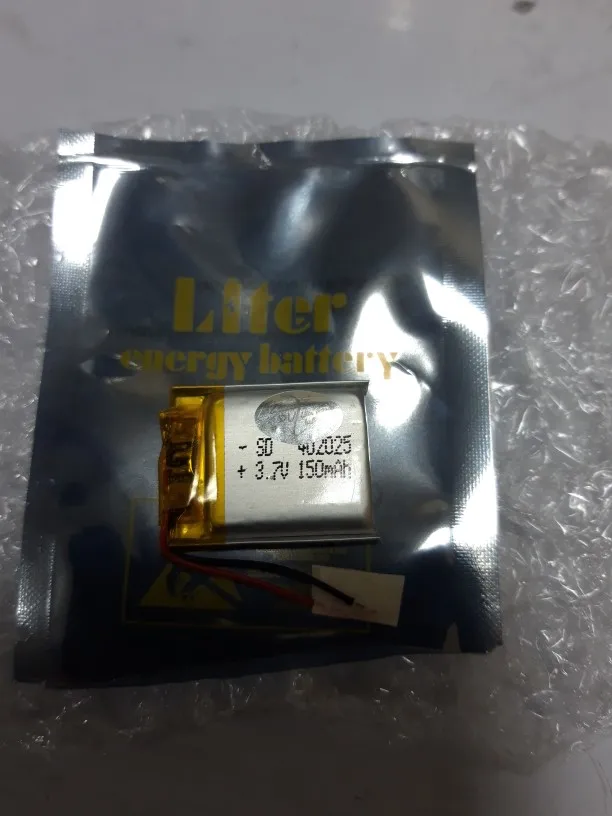 Liter
energy battery
- SD 402025
+ 3.7V 150mAh